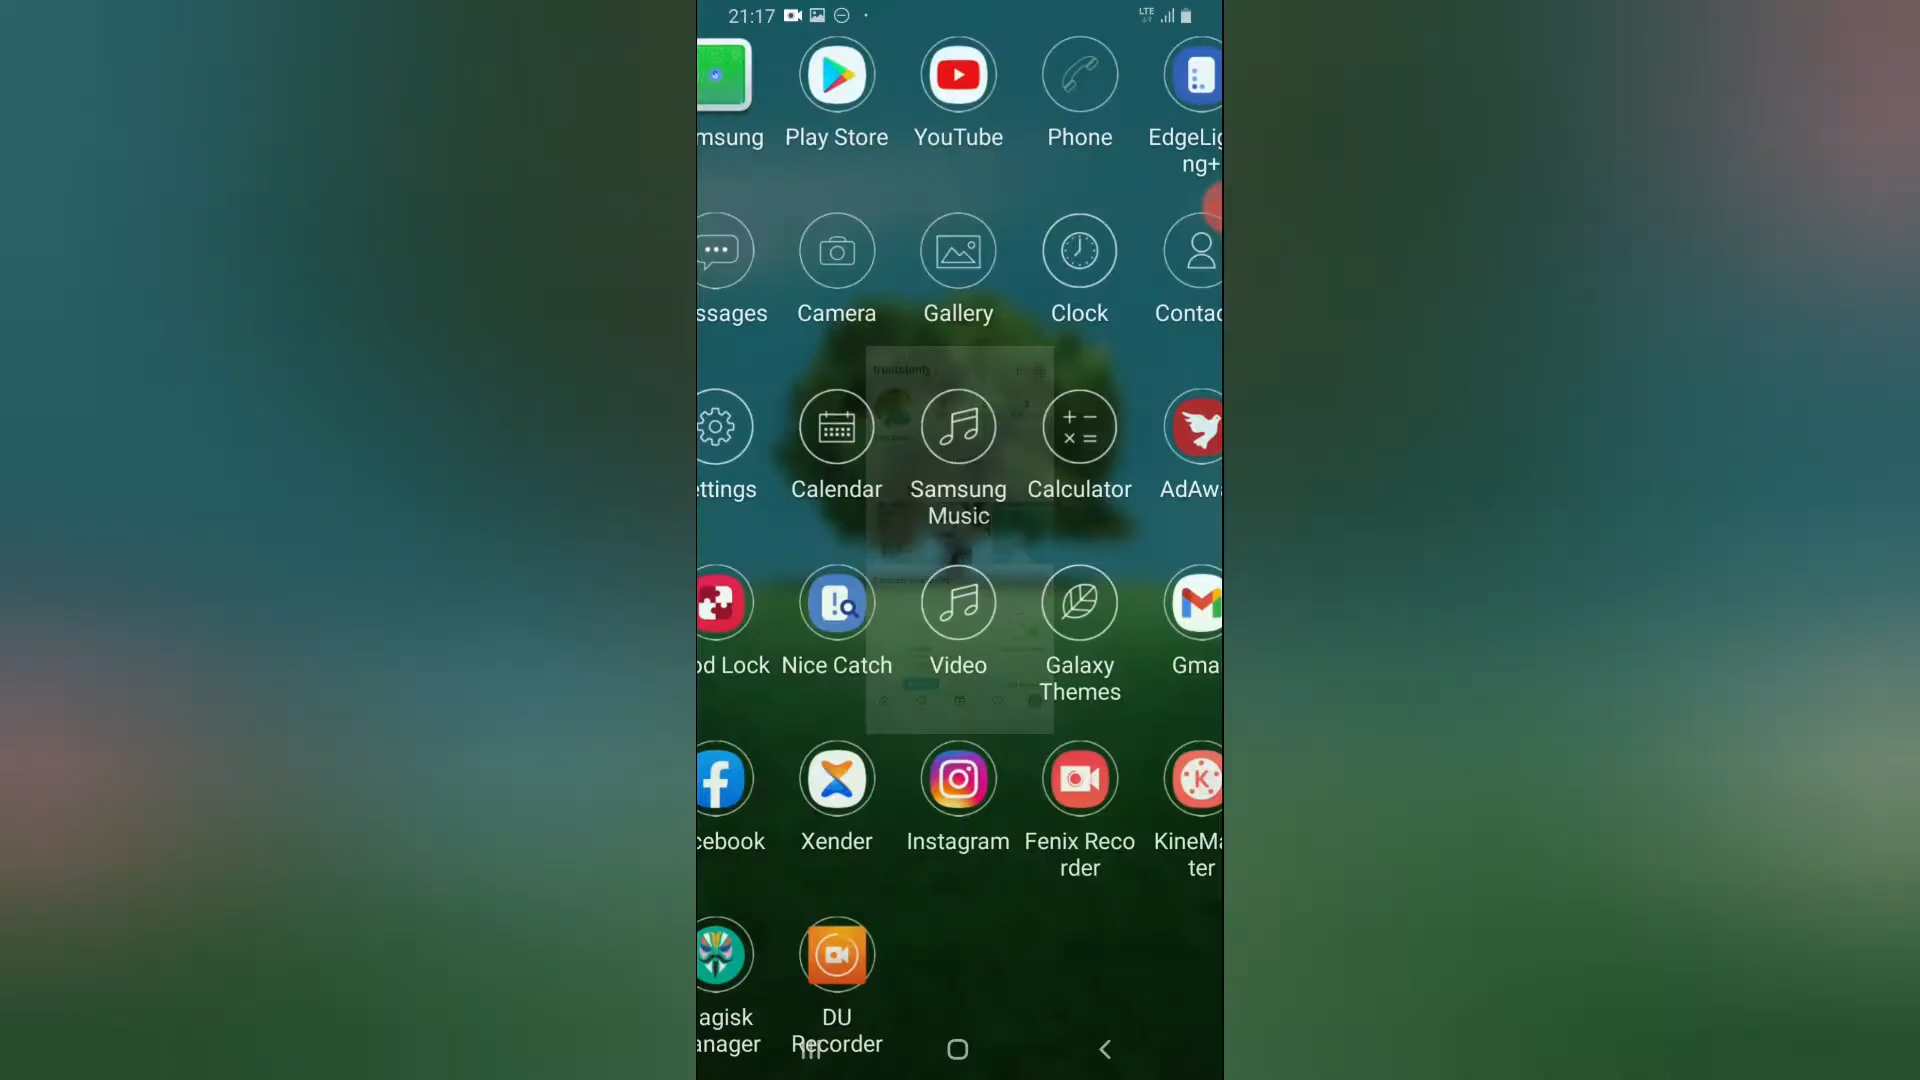 21:17
LTE
msung
Play Store
YouTube
Phone
EdgeLig
ng+
ssages
Camera
Gallery
Clock
Contac
ttings
Calendar
Samsung
Music
Calculator
AdAwa
od Lock
Nice Catch
Video
Galaxy
Themes
Gma
cebook
Xender
Instagram
Fenix Reco
rder
KineMa
ter
agisk
anager
DU
Recorder